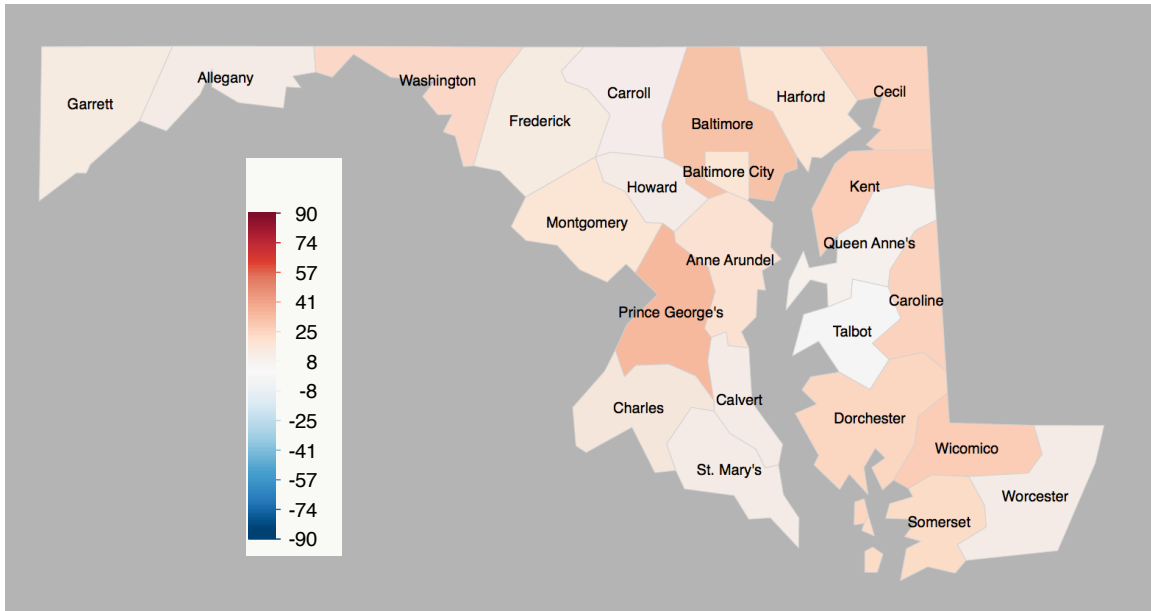 Garrett
Allegany
Washington
Frederick
Carroll
Baltimore
Harford
Cecil
Baltimore City
Howard
Kent
Montgomery
Queen Anne's
Anne Arundel
Prince George's
Caroline
Talbot
Charles
Calvert
Dorchester
St. Mary's
Wicomico
Worcester
Somerset
90
74
57
41
25
8
-8
-25
-41
-57
-74
-90